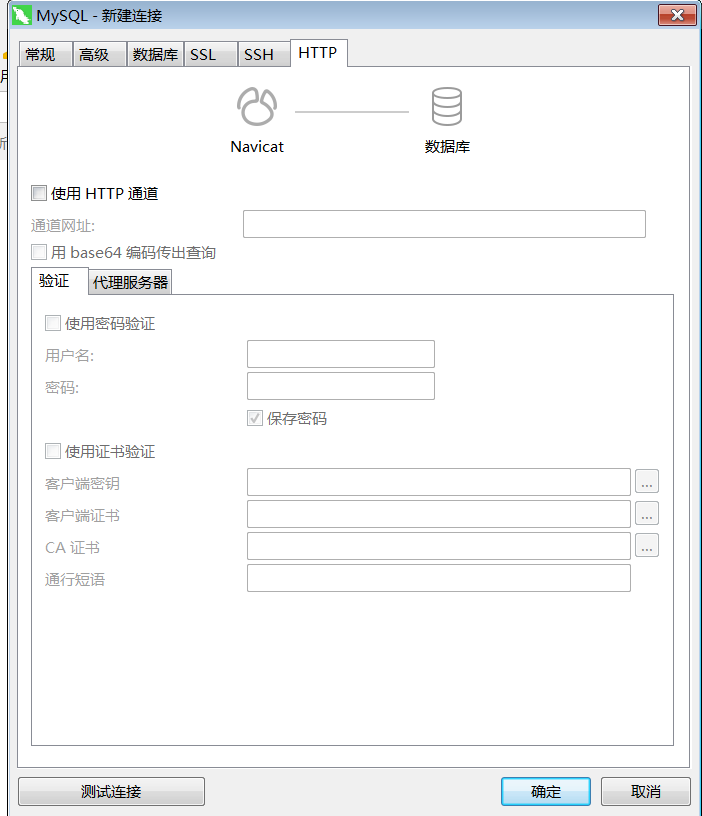 MySQL - 新建连接
常规 高级 数据库 SSL SSH HTTP
Navicat 数据库
使用 HTTP 通道
通道网址:
用 base64 编码传出查询
验证 代理服务器
使用密码验证
用户名:
密码:
保存密码
使用证书验证
客户端密钥 ...
客户端证书 ...
CA 证书 ...
通行短语
测试连接 确定 取消